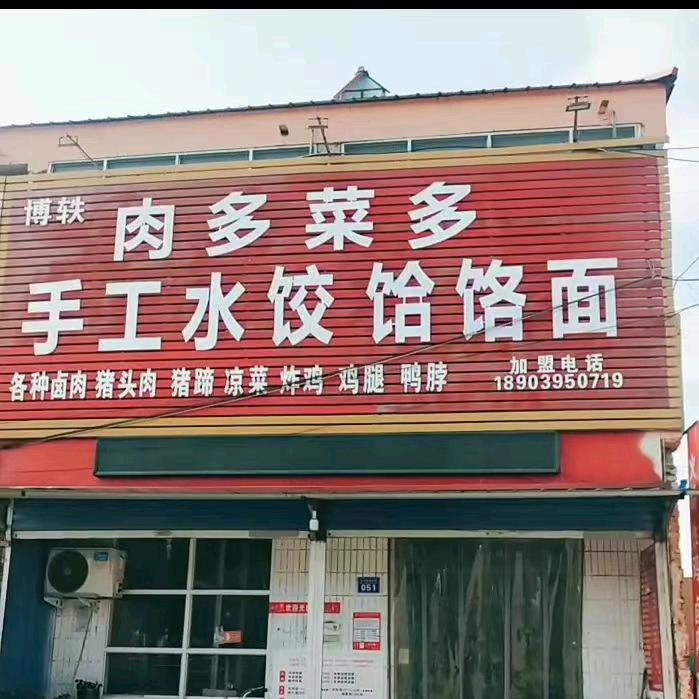 博轶
肉多菜多
手工水饺 饸饹面
各种卤肉 猪头肉 猪蹄 凉菜 炸鸡 鸡腿 鸭脖
加盟电话
18903950719
051